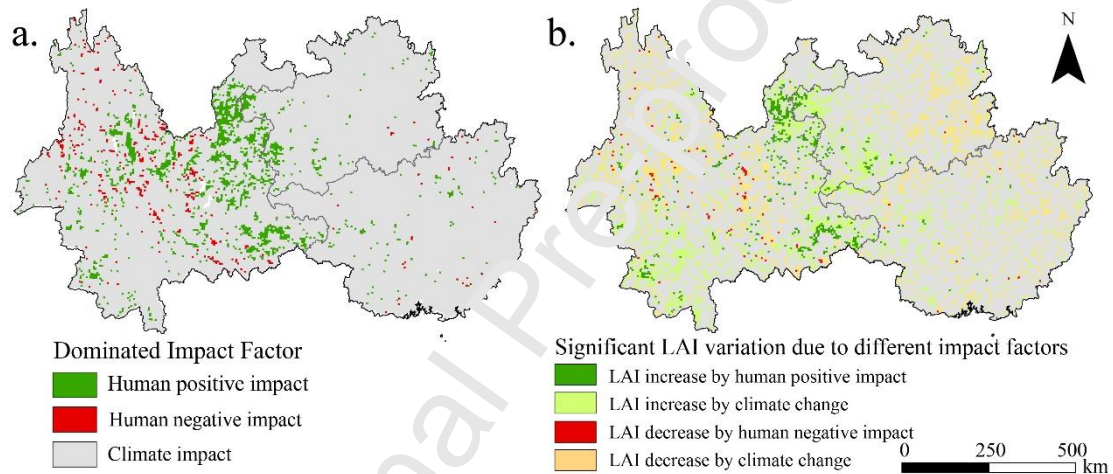 a.
b.
N
Dominated Impact Factor
Human positive impact
Human negative impact
Climate impact
Significant LAI variation due to different impact factors
LAI increase by human positive impact
LAI increase by climate change
LAI decrease by human negative impact
LAI decrease by climate change
0 250 500
km